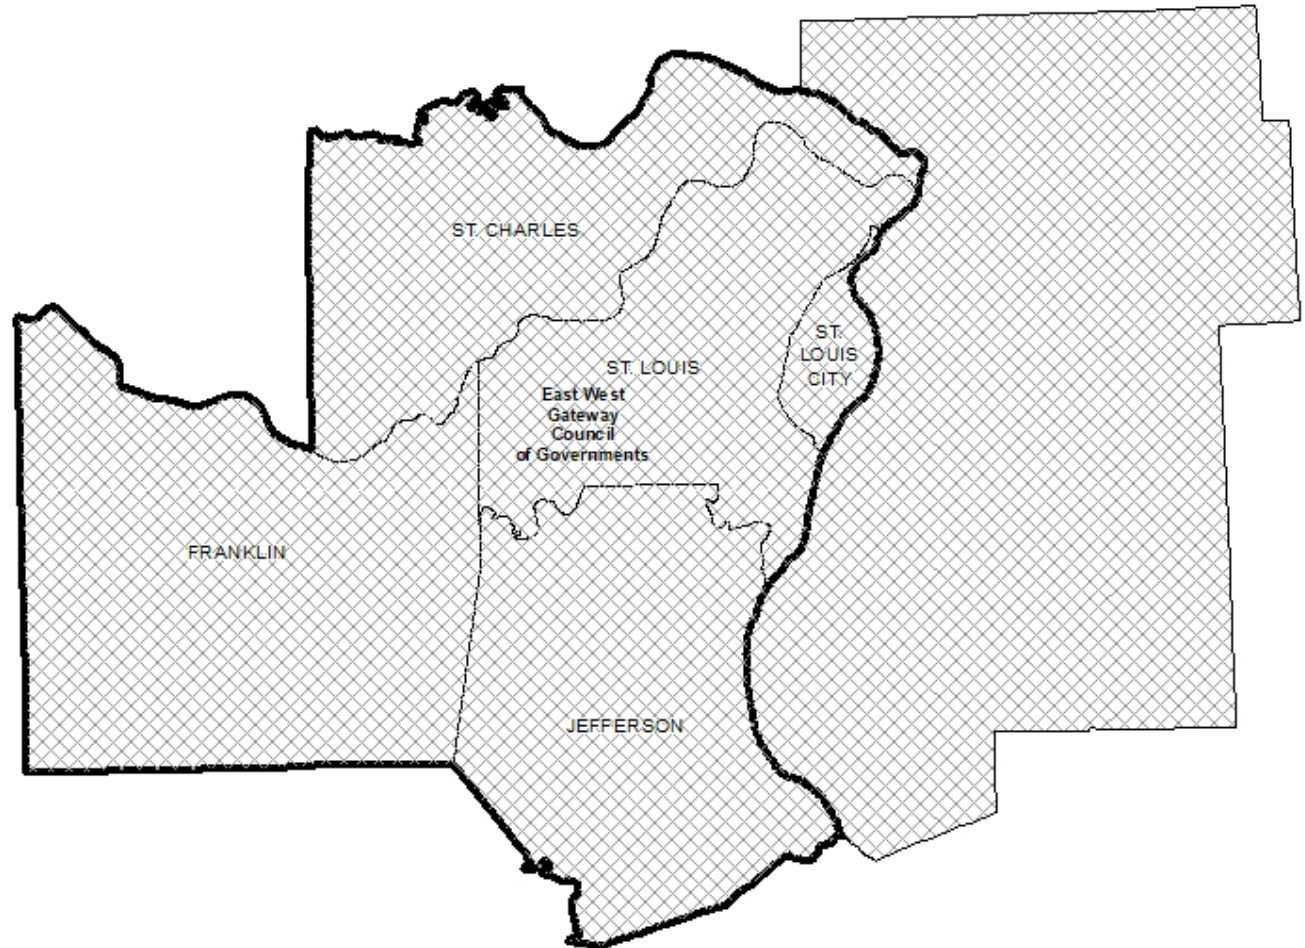 ST. CHARLES
ST.
LOUIS
CITY
ST. LOUIS
East West
Gateway
Council
of Governments
FRANKLIN
JEFFERSON